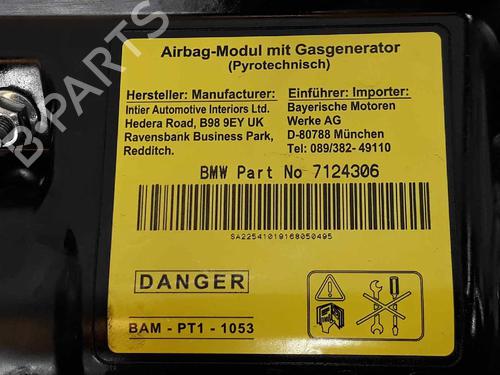 Airbag-Modul mit Gasgenerator
(Pyrotechnisch)
Hersteller: Manufacturer:
Intier Automotive Interiors Ltd.
Hedera Road, B98 9EY UK
Ravensbank Business Park,
Redditch.
Einführer: Importer:
Bayerische Motoren
Werke AG
D-80788 München
Tel: 089/382- 49110
BMW Part No 7124306
SA22541019168050495
DANGER
BAM - PT1 - 1053
B-PARTS